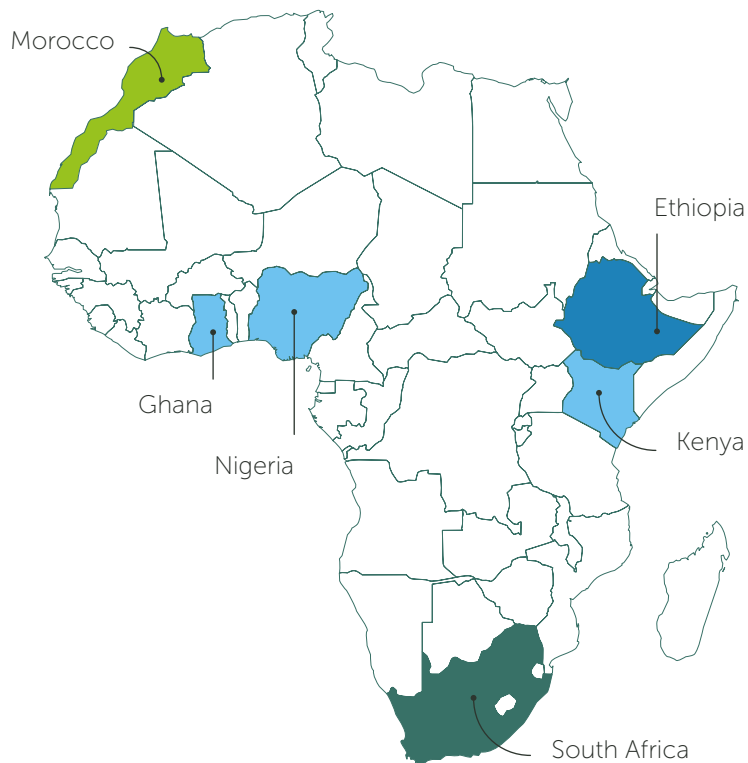 Morocco
Ethiopia
Ghana
Kenya
Nigeria
South Africa